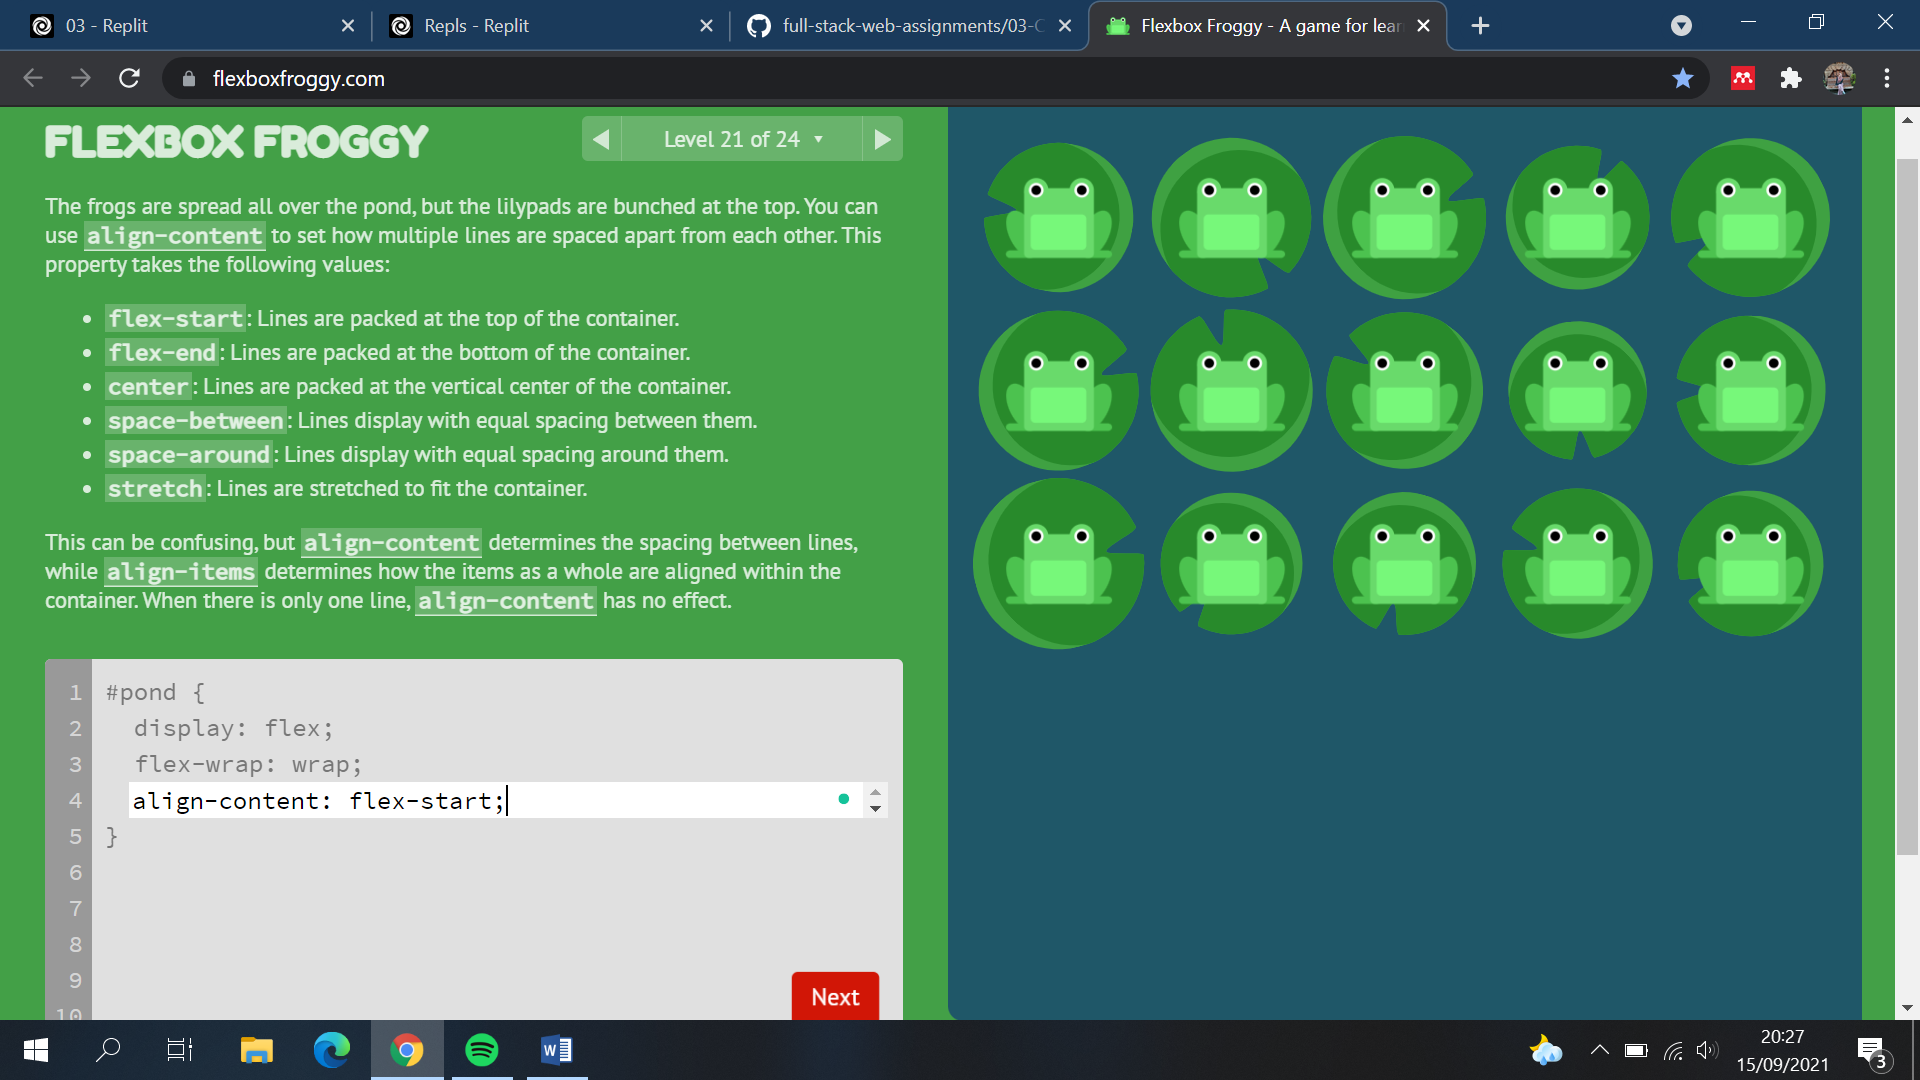 03 - Replit
Repls - Replit
full-stack-web-assignments/03-C
Flexbox Froggy - A game for lear
flexboxfroggy.com
FLEXBOX FROGGY
Level 21 of 24
The frogs are spread all over the pond, but the lilypads are bunched at the top. You can
use align-content to set how multiple lines are spaced apart from each other. This
property takes the following values:
flex-start: Lines are packed at the top of the container.
flex-end: Lines are packed at the bottom of the container.
center: Lines are packed at the vertical center of the container.
space-between: Lines display with equal spacing between them.
space-around: Lines display with equal spacing around them.
stretch: Lines are stretched to fit the container.
This can be confusing, but align-content determines the spacing between lines,
while align-items determines how the items as a whole are aligned within the
container. When there is only one line, align-content has no effect.
1 #pond {
2 display: flex;
3 flex-wrap: wrap;
4 align-content: flex-start;
5 }
6
7
8
9
10
Next
20:27
15/09/2021
3